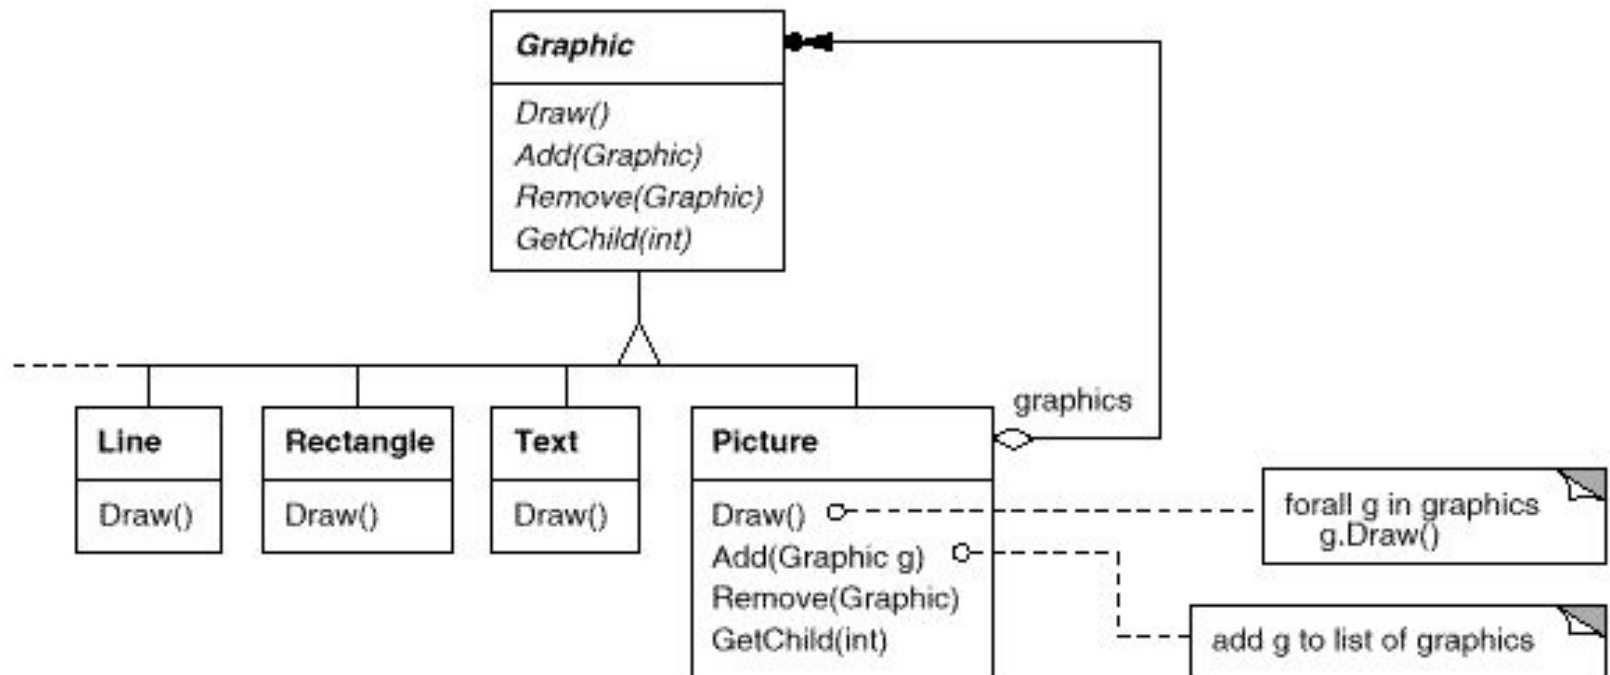 Graphic
Draw()
Add(Graphic)
Remove(Graphic)
GetChild(int)
graphics
Line
Draw()
Rectangle
Draw()
Text
Draw()
Picture
Draw()
Add(Graphic g)
Remove(Graphic)
GetChild(int)
forall g in graphics
g.Draw()
add g to list of graphics